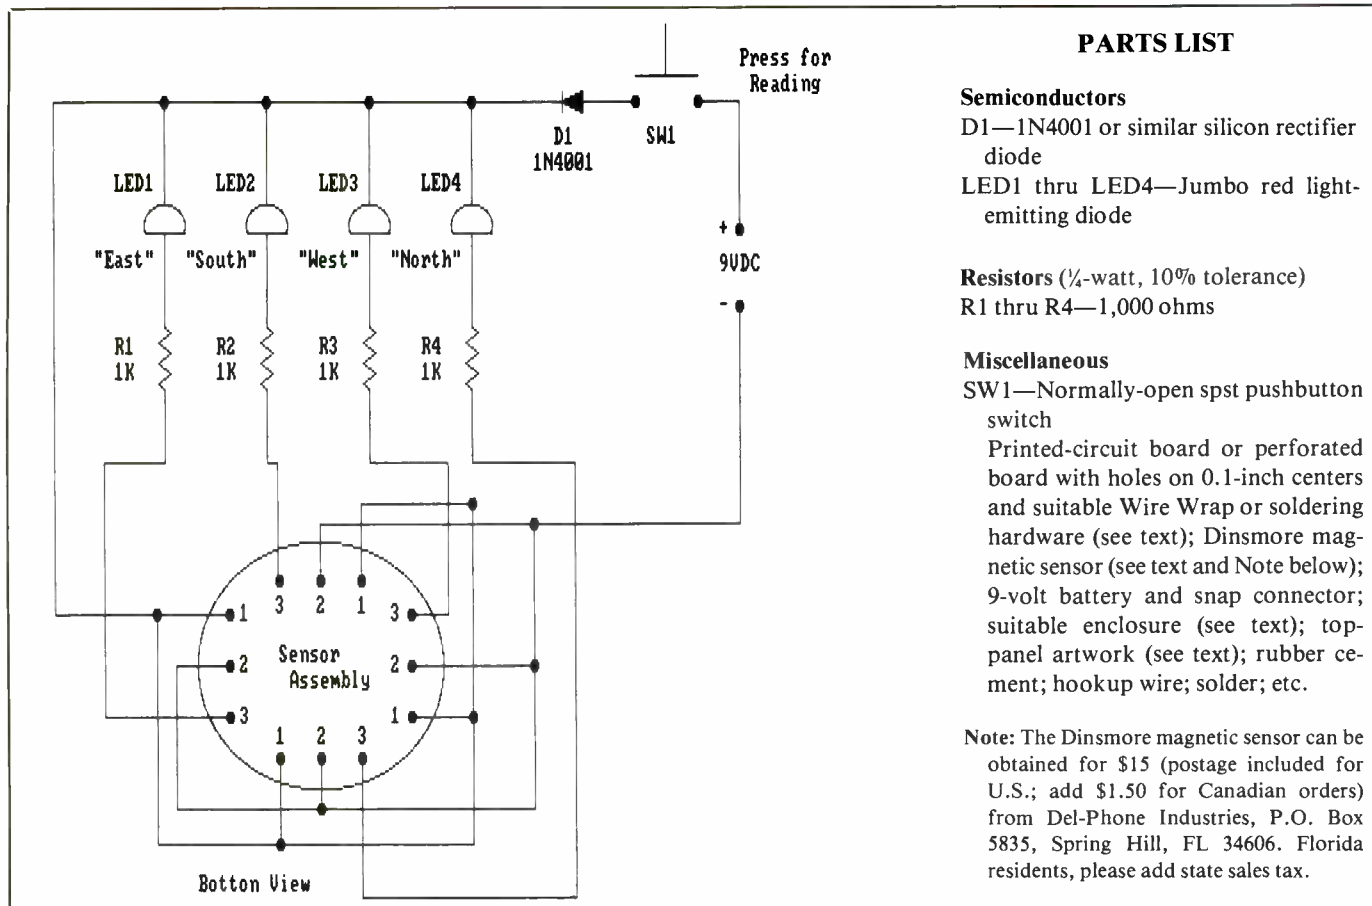 Press for
Reading
D1
1N4001
SW1
LED1
LED2
LED3
LED4
"East"
"South"
"West"
"North"
+
9VDC
-
R1
1K
R2
1K
R3
1K
R4
1K
3 2 1
1
2
3
3
2
1
Sensor
Assembly
1 2 3
Botton View
PARTS LIST
Semiconductors
D1—1N4001 or similar silicon rectifier
diode
LED1 thru LED4—Jumbo red light-
emitting diode
Resistors (¼-watt, 10% tolerance)
R1 thru R4—1,000 ohms
Miscellaneous
SW1—Normally-open spst pushbutton
switch
Printed-circuit board or perforated
board with holes on 0.1-inch centers
and suitable Wire Wrap or soldering
hardware (see text); Dinsmore mag-
netic sensor (see text and Note below);
9-volt battery and snap connector;
suitable enclosure (see text); top-
panel artwork (see text); rubber ce-
ment; hookup wire; solder; etc.
Note: The Dinsmore magnetic sensor can be
obtained for $15 (postage included for
U.S.; add $1.50 for Canadian orders)
from Del-Phone Industries, P.O. Box
5835, Spring Hill, FL 34606. Florida
residents, please add state sales tax.